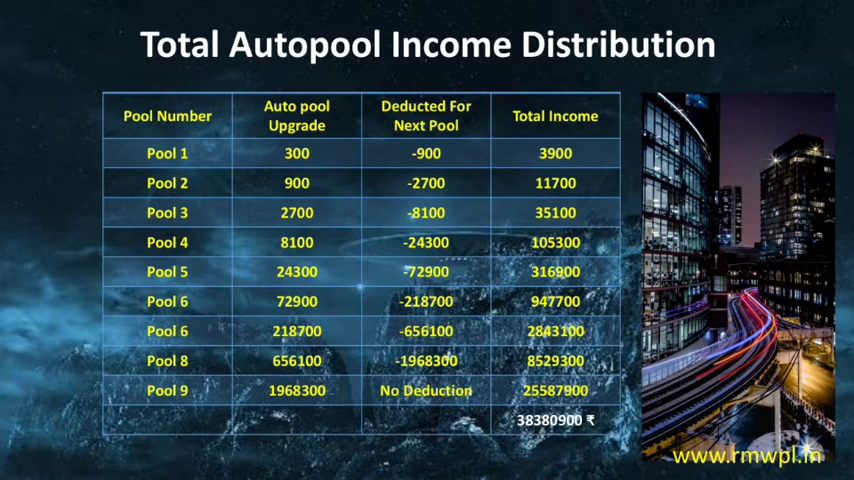 Total Autopool Income Distribution
Pool Number Auto pool Upgrade Deducted For Next Pool Total Income
Pool 1 300 -900 3900
Pool 2 900 -2700 11700
Pool 3 2700 -8100 35100
Pool 4 8100 -24300 105300
Pool 5 24300 -72900 316900
Pool 6 72900 -218700 947700
Pool 6 218700 -656100 2843100
Pool 8 656100 -1968300 8529300
Pool 9 1968300 No Deduction 25587900
38380900 ₹
www.rmwpl.in